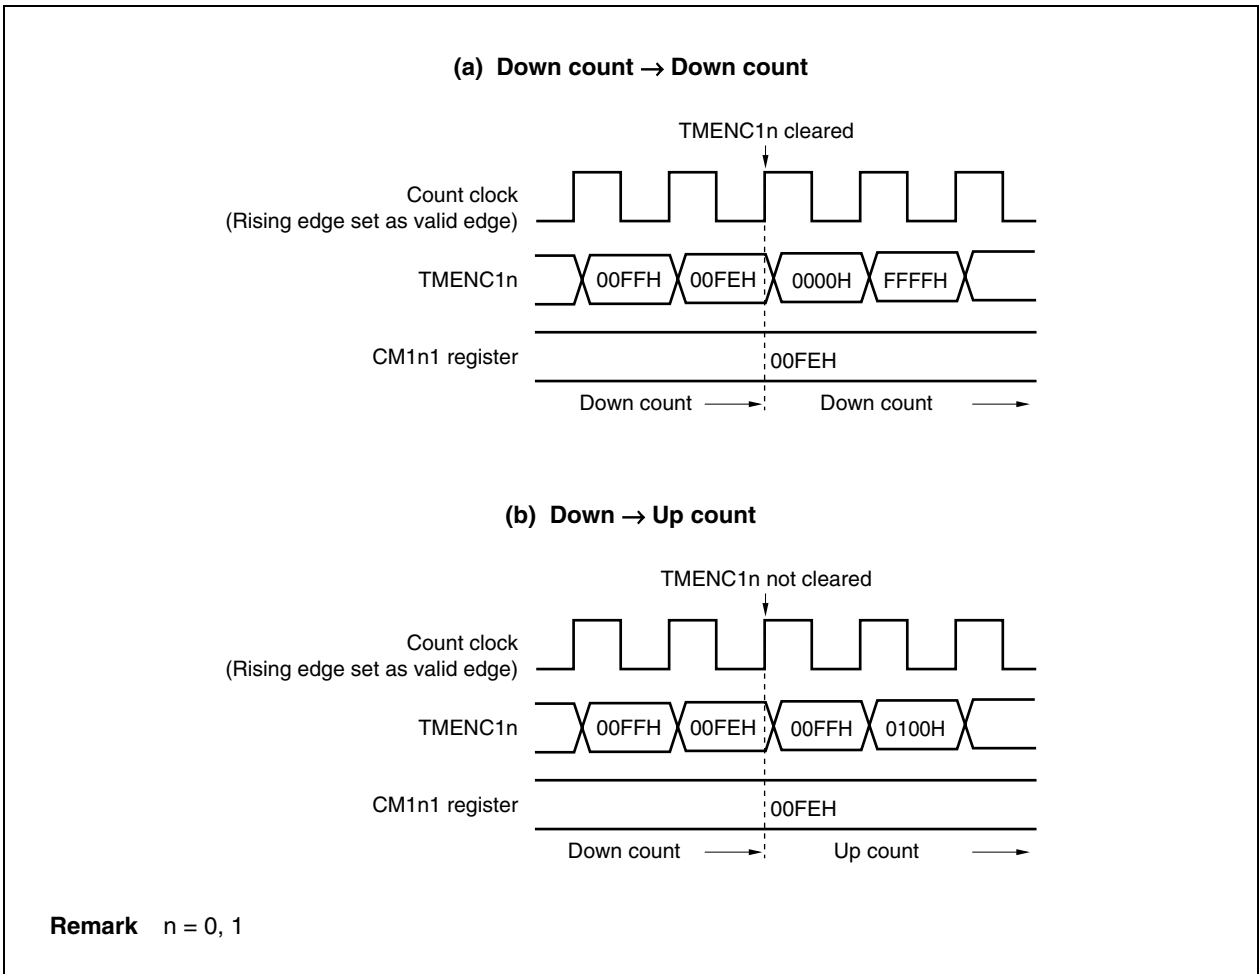 (a) Down count → Down count
TMENC1n cleared
Count clock
(Rising edge set as valid edge)
TMENC1n
00FFH 00FEH 0000H FFFFH
CM1n1 register
00FEH
Down count Down count
(b) Down → Up count
TMENC1n not cleared
Count clock
(Rising edge set as valid edge)
TMENC1n
00FFH 00FEH 00FFH 0100H
CM1n1 register
00FEH
Down count Up count
Remark n = 0, 1